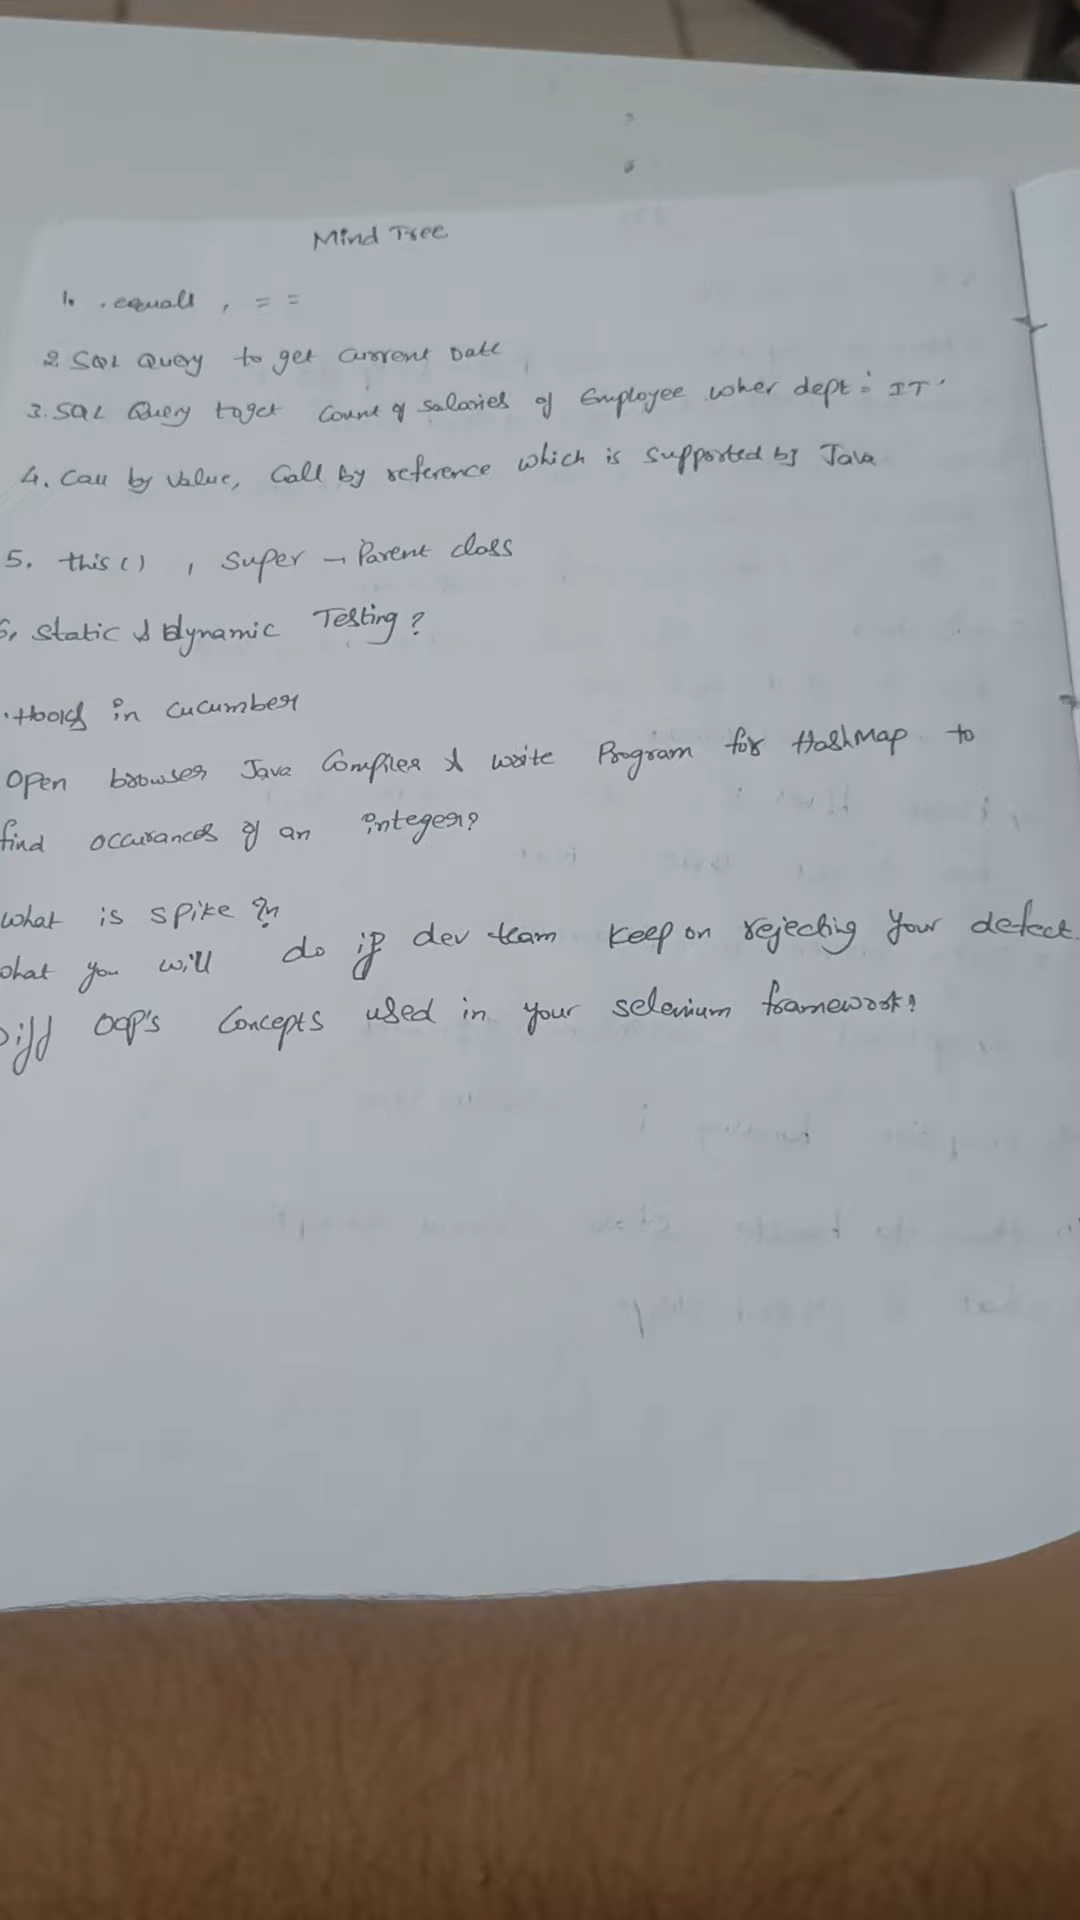 Mind Tree
1. .equals , = =
2. SQL Query to get current Date
3. SQL Query toget Count of salaries of Employee wher dept = IT.
4. Call by Value, Call by reference which is supported by Java
5. this() , super → Parent class
6, static & dynamic Testing?
. Hooks in cucumber
Open browser Java Compiler & write Program for HashMap to
find occurances of an integer?
what is spike in
what you will do if dev team keep on rejecting your defect.
Diff oop's Concepts used in your selenium framework?